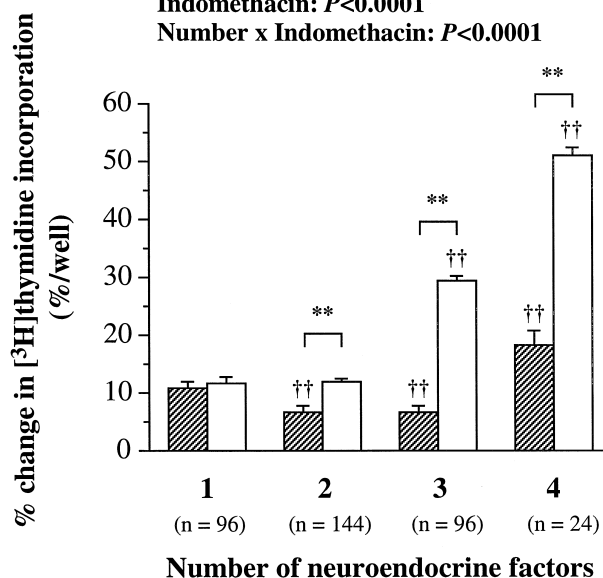 Indomethacin: P<0.0001
Number x Indomethacin: P<0.0001
% change in [³H]thymidine incorporation
(%/well)
60
50
40
30
20
10
0
**
**
**
††
††
††
††
††
1
2
3
4
(n = 96)
(n = 144)
(n = 96)
(n = 24)
Number of neuroendocrine factors